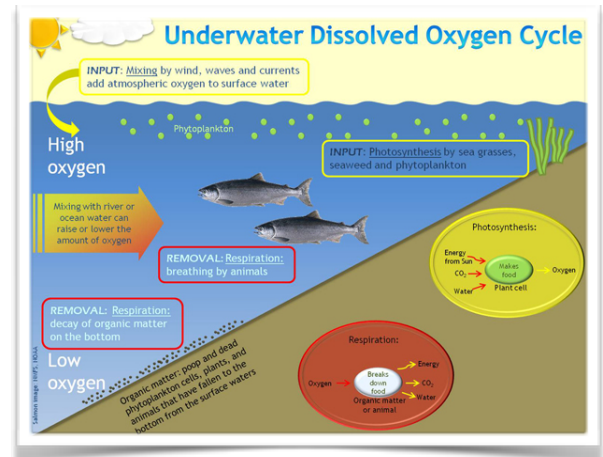 Underwater Dissolved Oxygen Cycle
INPUT: Mixing by wind, waves and currents
add atmospheric oxygen to surface water
Phytoplankton
High
oxygen
INPUT: Photosynthesis by sea grasses,
seaweed and phytoplankton
Mixing with river or
ocean water can
raise or lower the
amount of oxygen
REMOVAL: Respiration:
breathing by animals
Photosynthesis:
Energy
from Sun
CO₂
Water
Makes
food
Plant cell
Oxygen
REMOVAL: Respiration:
decay of organic matter
on the bottom
Low
oxygen
Organic matter: poop and dead
phytoplankton cells, plants, and
animals that have fallen to the
bottom from the surface waters
Respiration:
Oxygen
Breaks
down
food
Organic matter
or animal
Energy
CO₂
Water
Salmon image: NMFS, NOAA